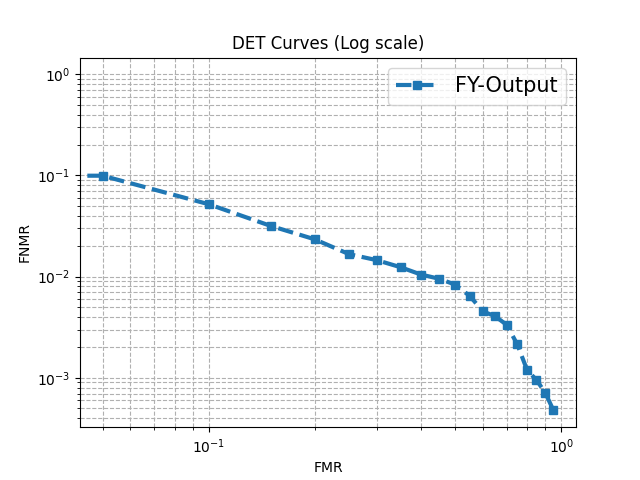 DET Curves (Log scale)
FY-Output
10⁰
10⁻¹
10⁻²
10⁻³
FNMR
10⁻¹
10⁰
FMR